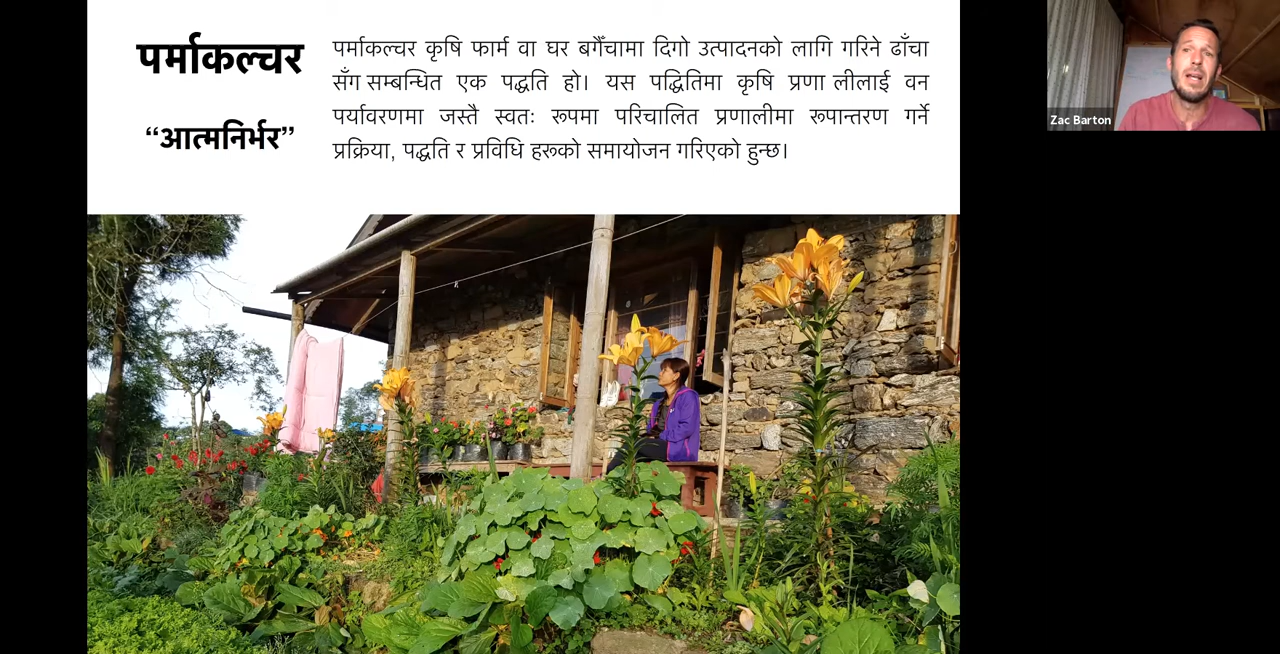 पर्माकल्चर
“आत्मनिर्भर”
पर्माकल्चर कृषि फार्म वा घर बगैँचामा दिगो उत्पादनको लागि गरिने ढाँचा
सँग सम्बन्धित एक पद्धति हो। यस पद्धितिमा कृषि प्रणा लीलाई वन
पर्यावरणमा जस्तै स्वतः रूपमा परिचालित प्रणालीमा रूपान्तरण गर्ने
प्रक्रिया, पद्धति र प्रविधि हरूको समायोजन गरिएको हुन्छ।
Zac Barton